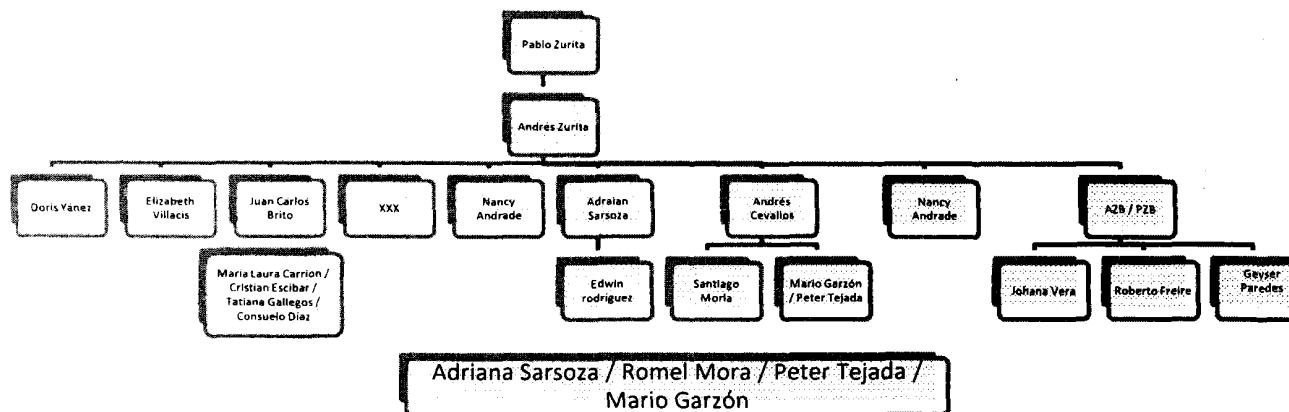 Pablo Zurita
Andrés Zurita
Doris Yánez
Elizabeth
Villacis
Juan Carlos
Brito
XXX
Nancy
Andrade
Adraian
Sarsoza
Andrés
Cevallos
Nancy
Andrade
AZB / PZB
Maria Laura Carrion /
Cristian Escibar /
Tatiana Gallegos /
Consuelo Diaz
Edwin
rodriguez
Santiago
Morla
Mario Garzón
/ Peter Tejada
Johana Vera
Roberto Freire
Geyser
Paredes
Adriana Sarsoza / Romel Mora / Peter Tejada /
Mario Garzón